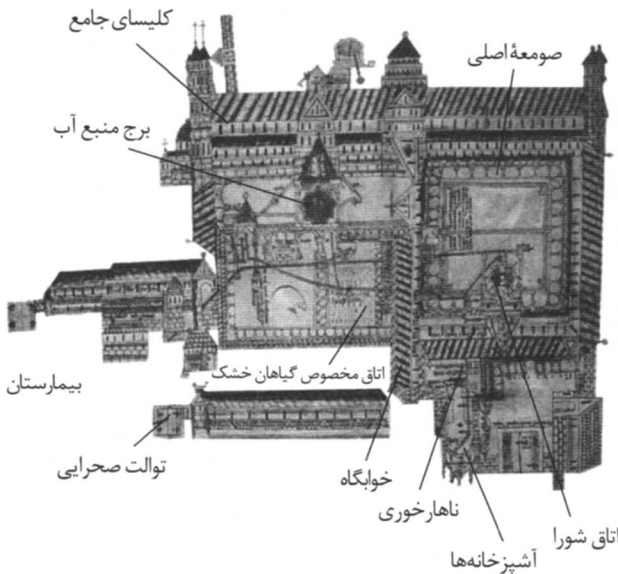 کلیسای جامع
صومعهٔ اصلی
برج منبع آب
اتاق مخصوص گیاهان خشک
بیمارستان
توالت صحرایی
خوابگاه
ناهارخوری
اتاق شورا
آشپزخانه‌ها